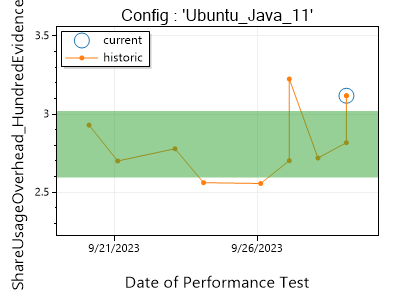 Config : 'Ubuntu_Java_11'
current
historic
ShareUsageOverhead_HundredEvidence
3.5
3
2.5
9/21/2023
9/26/2023
Date of Performance Test